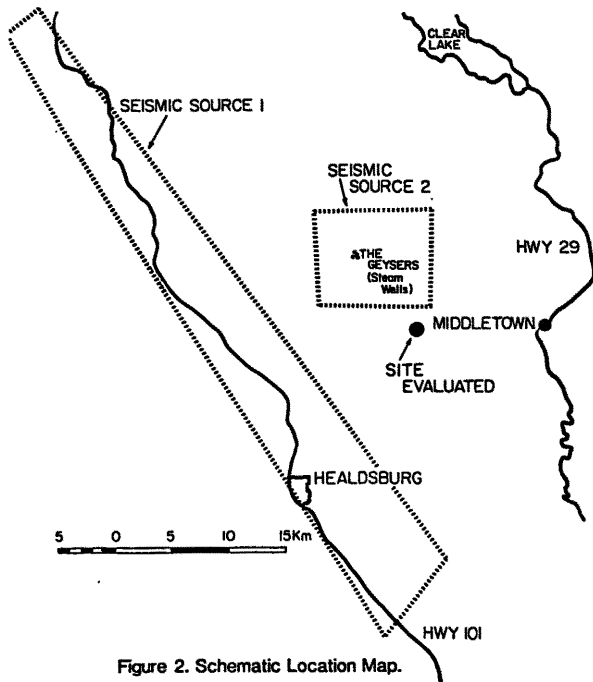 CLEAR
LAKE
SEISMIC SOURCE 1
SEISMIC
SOURCE 2
THE
GEYSERS
(Steam
Wells)
HWY 29
MIDDLETOWN
SITE
EVALUATED
HEALDSBURG
5 0 5 10 15Km
HWY 101
Figure 2. Schematic Location Map.